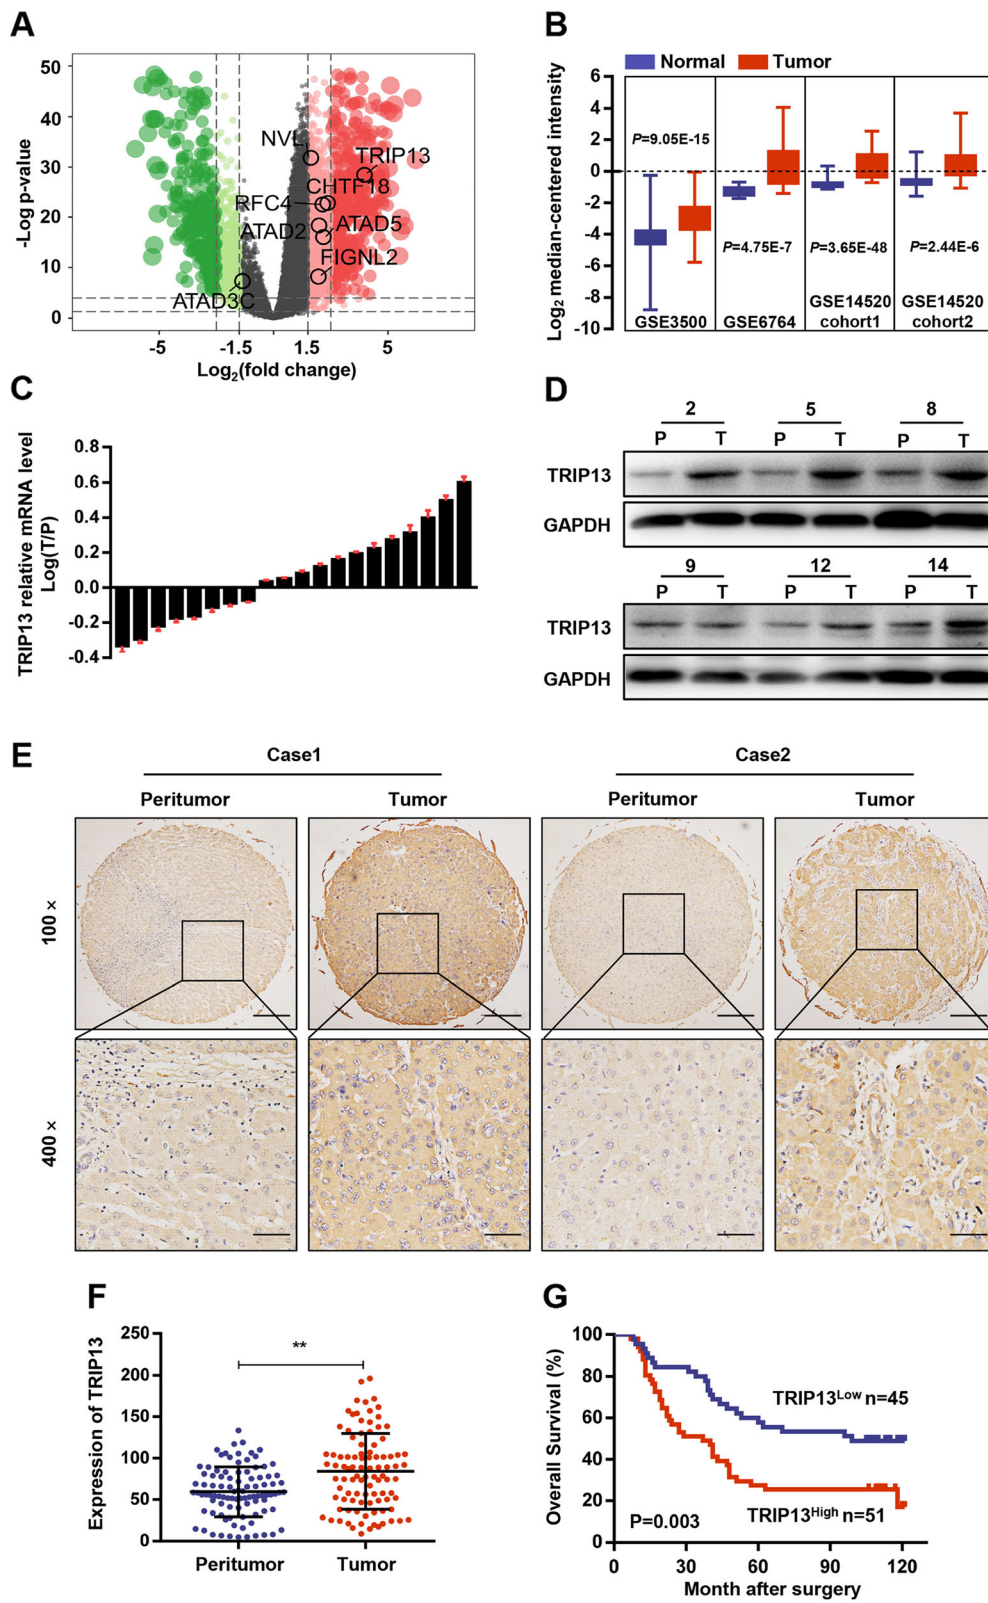 A
50
40
30
20
10
0
-Log p-value
NVL
TRIP13
CHTF18
RFC4
ATAD2
ATAD5
FIGNL2
ATAD3C
-5
-1.5
1.5
5
Log2(fold change)
B
Normal
Tumor
Log2 median-centered intensity
6
4
2
0
-2
-4
-6
-8
-10
P=9.05E-15
P=4.75E-7
P=3.65E-48
P=2.44E-6
GSE3500
GSE6764
GSE14520
cohort1
GSE14520
cohort2
C
TRIP13 relative mRNA level
Log(T/P)
0.8
0.6
0.4
0.2
0.0
-0.2
-0.4
D
2 5 8
P T P T P T
TRIP13
GAPDH
9 12 14
P T P T P T
TRIP13
GAPDH
E
Case1 Case2
Peritumor Tumor Peritumor Tumor
100 ×
400 ×
F
Expression of TRIP13
250
200
150
100
50
0
**
Peritumor Tumor
G
Overall Survival (%)
100
80
60
40
20
0
TRIP13Low n=45
TRIP13High n=51
P=0.003
0 30 60 90 120
Month after surgery